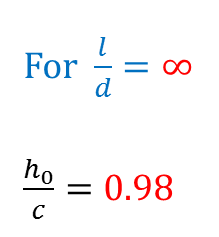 For l/d = ∞
h₀/c = 0.98